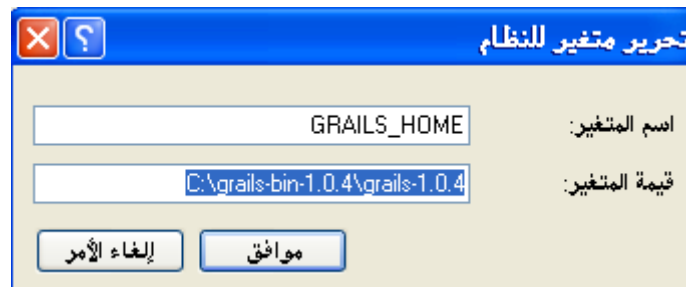 تحرير متغير للنظام
اسم المتغير:
GRAILS_HOME
قيمة المتغير:
C:\grails-bin-1.0.4\grails-1.0.4
موافق
إلغاء الأمر